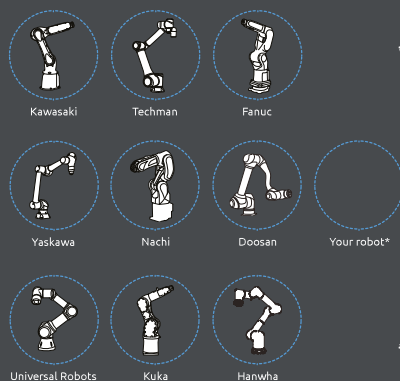 Kawasaki
Techman
Fanuc
Yaskawa
Nachi
Doosan
Your robot*
Universal Robots
Kuka
Hanwha